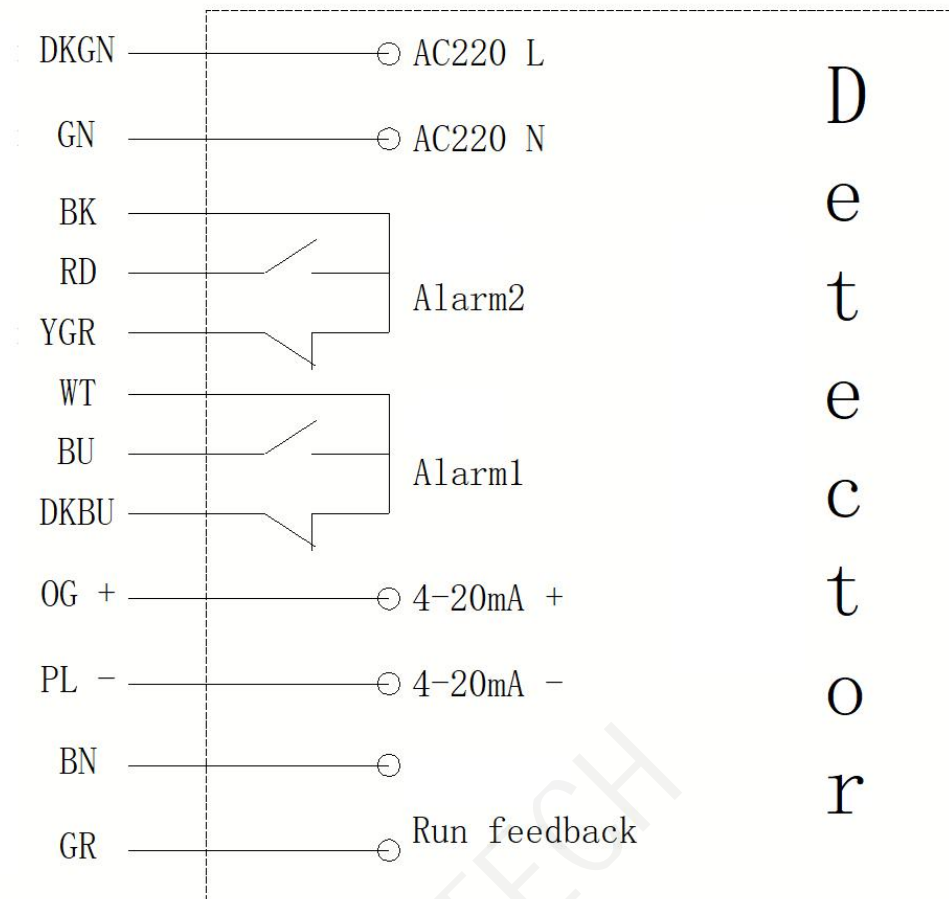 DKGN AC220 L
GN AC220 N
BK
RD
Alarm2
YGR
WT
BU
Alarm1
DKBU
OG + 4-20mA +
PL - 4-20mA -
BN
GR Run feedback
Detector